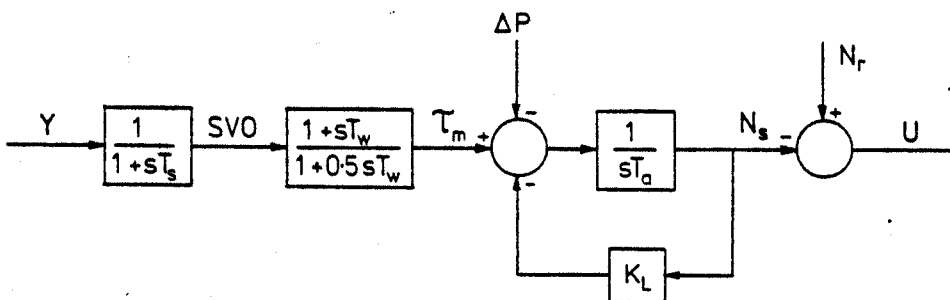 ΔP
N_r
Y
1
1+sT_s
SVO
1+sT_w
1+0·5sT_w
τ_m
+
-
-
1
sT_a
N_s
-
+
U
K_L